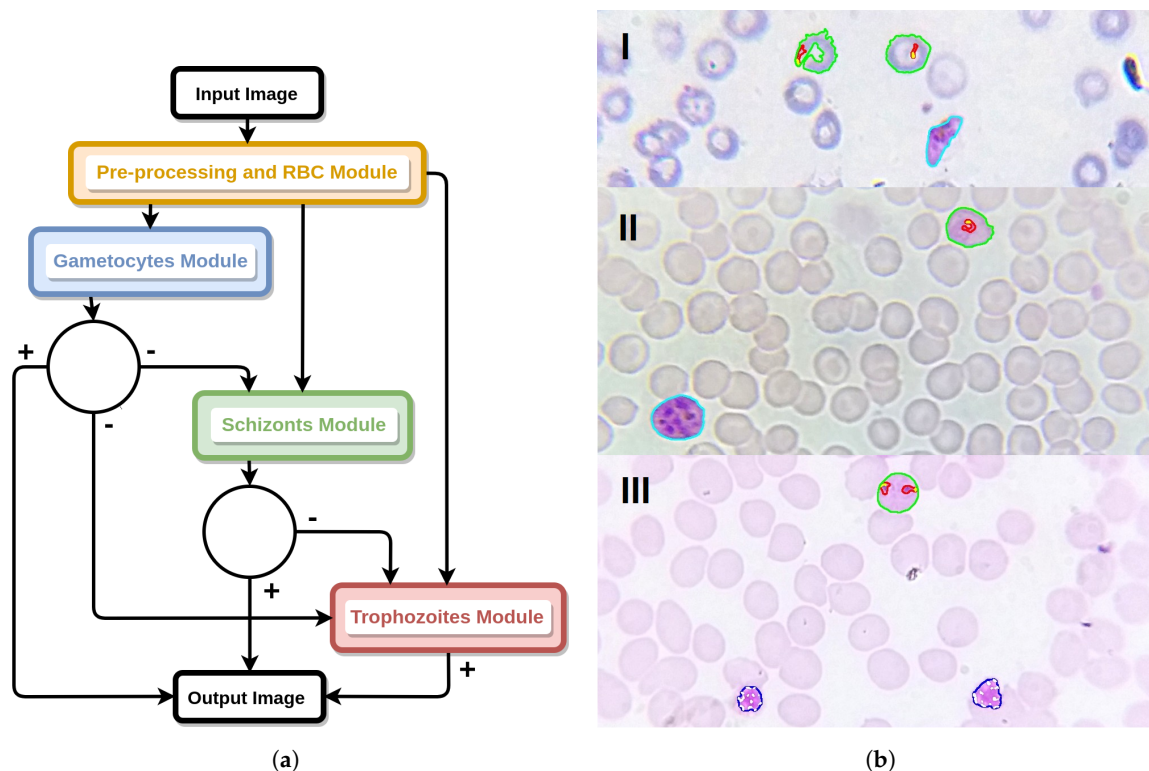 Input Image
Pre-processing and RBC Module
Gametocytes Module
+
-
-
Schizonts Module
-
+
Trophozoites Module
+
Output Image
(a)
I
II
III
(b)